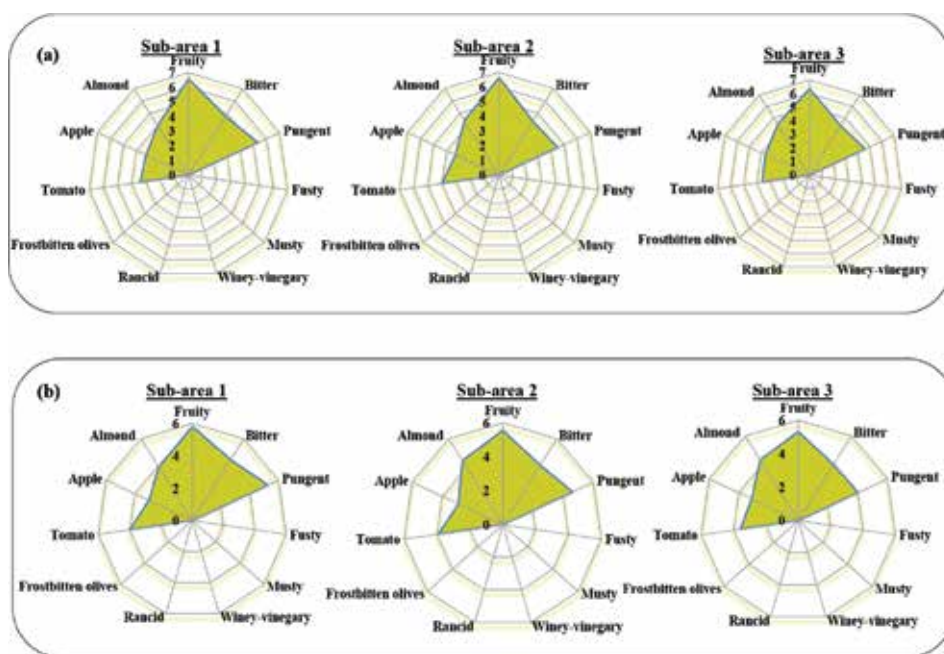 (a)
Sub-area 1
Fruity
Bitter
Pungent
Fusty
Musty
Winey-vinegary
Rancid
Frostbitten olives
Tomato
Apple
Almond
7
6
5
4
3
2
1
0
Sub-area 2
Fruity
Bitter
Pungent
Fusty
Musty
Winey-vinegary
Rancid
Frostbitten olives
Tomato
Apple
Almond
7
6
5
4
3
2
1
0
Sub-area 3
Fruity
Bitter
Pungent
Fusty
Musty
Winey-vinegary
Rancid
Frostbitten olives
Tomato
Apple
Almond
7
6
5
4
3
2
1
0
(b)
Sub-area 1
Fruity
Bitter
Pungent
Fusty
Musty
Winey-vinegary
Rancid
Frostbitten olives
Tomato
Apple
Almond
6
4
2
0
Sub-area 2
Fruity
Bitter
Pungent
Fusty
Musty
Winey-vinegary
Rancid
Frostbitten olives
Tomato
Apple
Almond
6
4
2
0
Sub-area 3
Fruity
Bitter
Pungent
Fusty
Musty
Winey-vinegary
Rancid
Frostbitten olives
Tomato
Apple
Almond
6
4
2
0